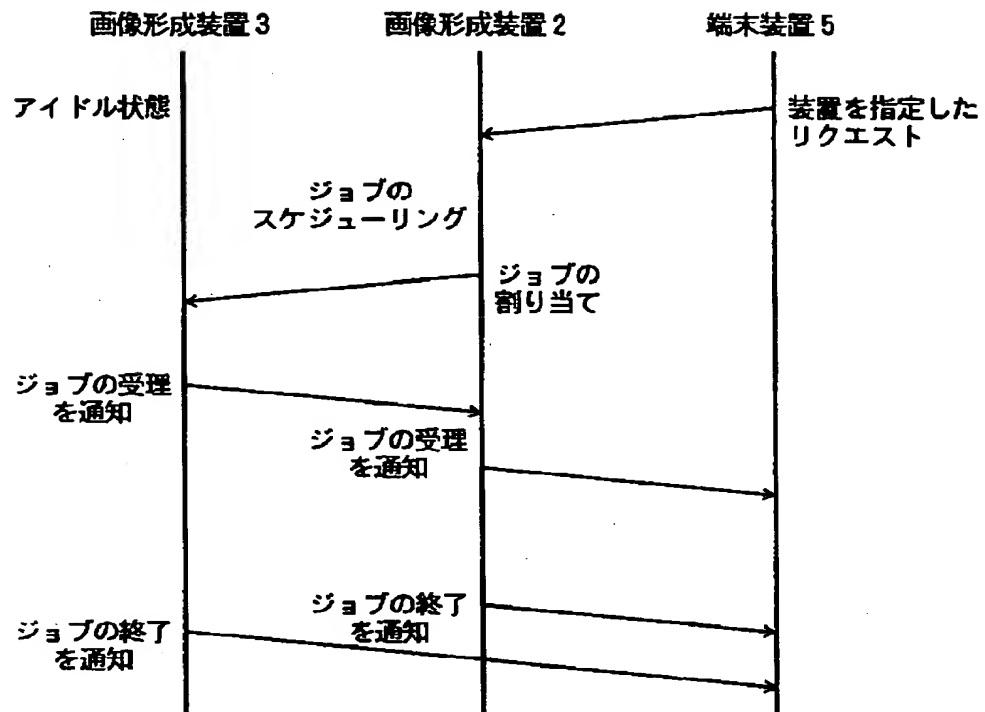 画像形成装置3
画像形成装置2
端末装置5
アイドル状態
装置を指定した
リクエスト
ジョブの
スケジューリング
ジョブの
割り当て
ジョブの受理
を通知
ジョブの受理
を通知
ジョブの終了
を通知
ジョブの終了
を通知